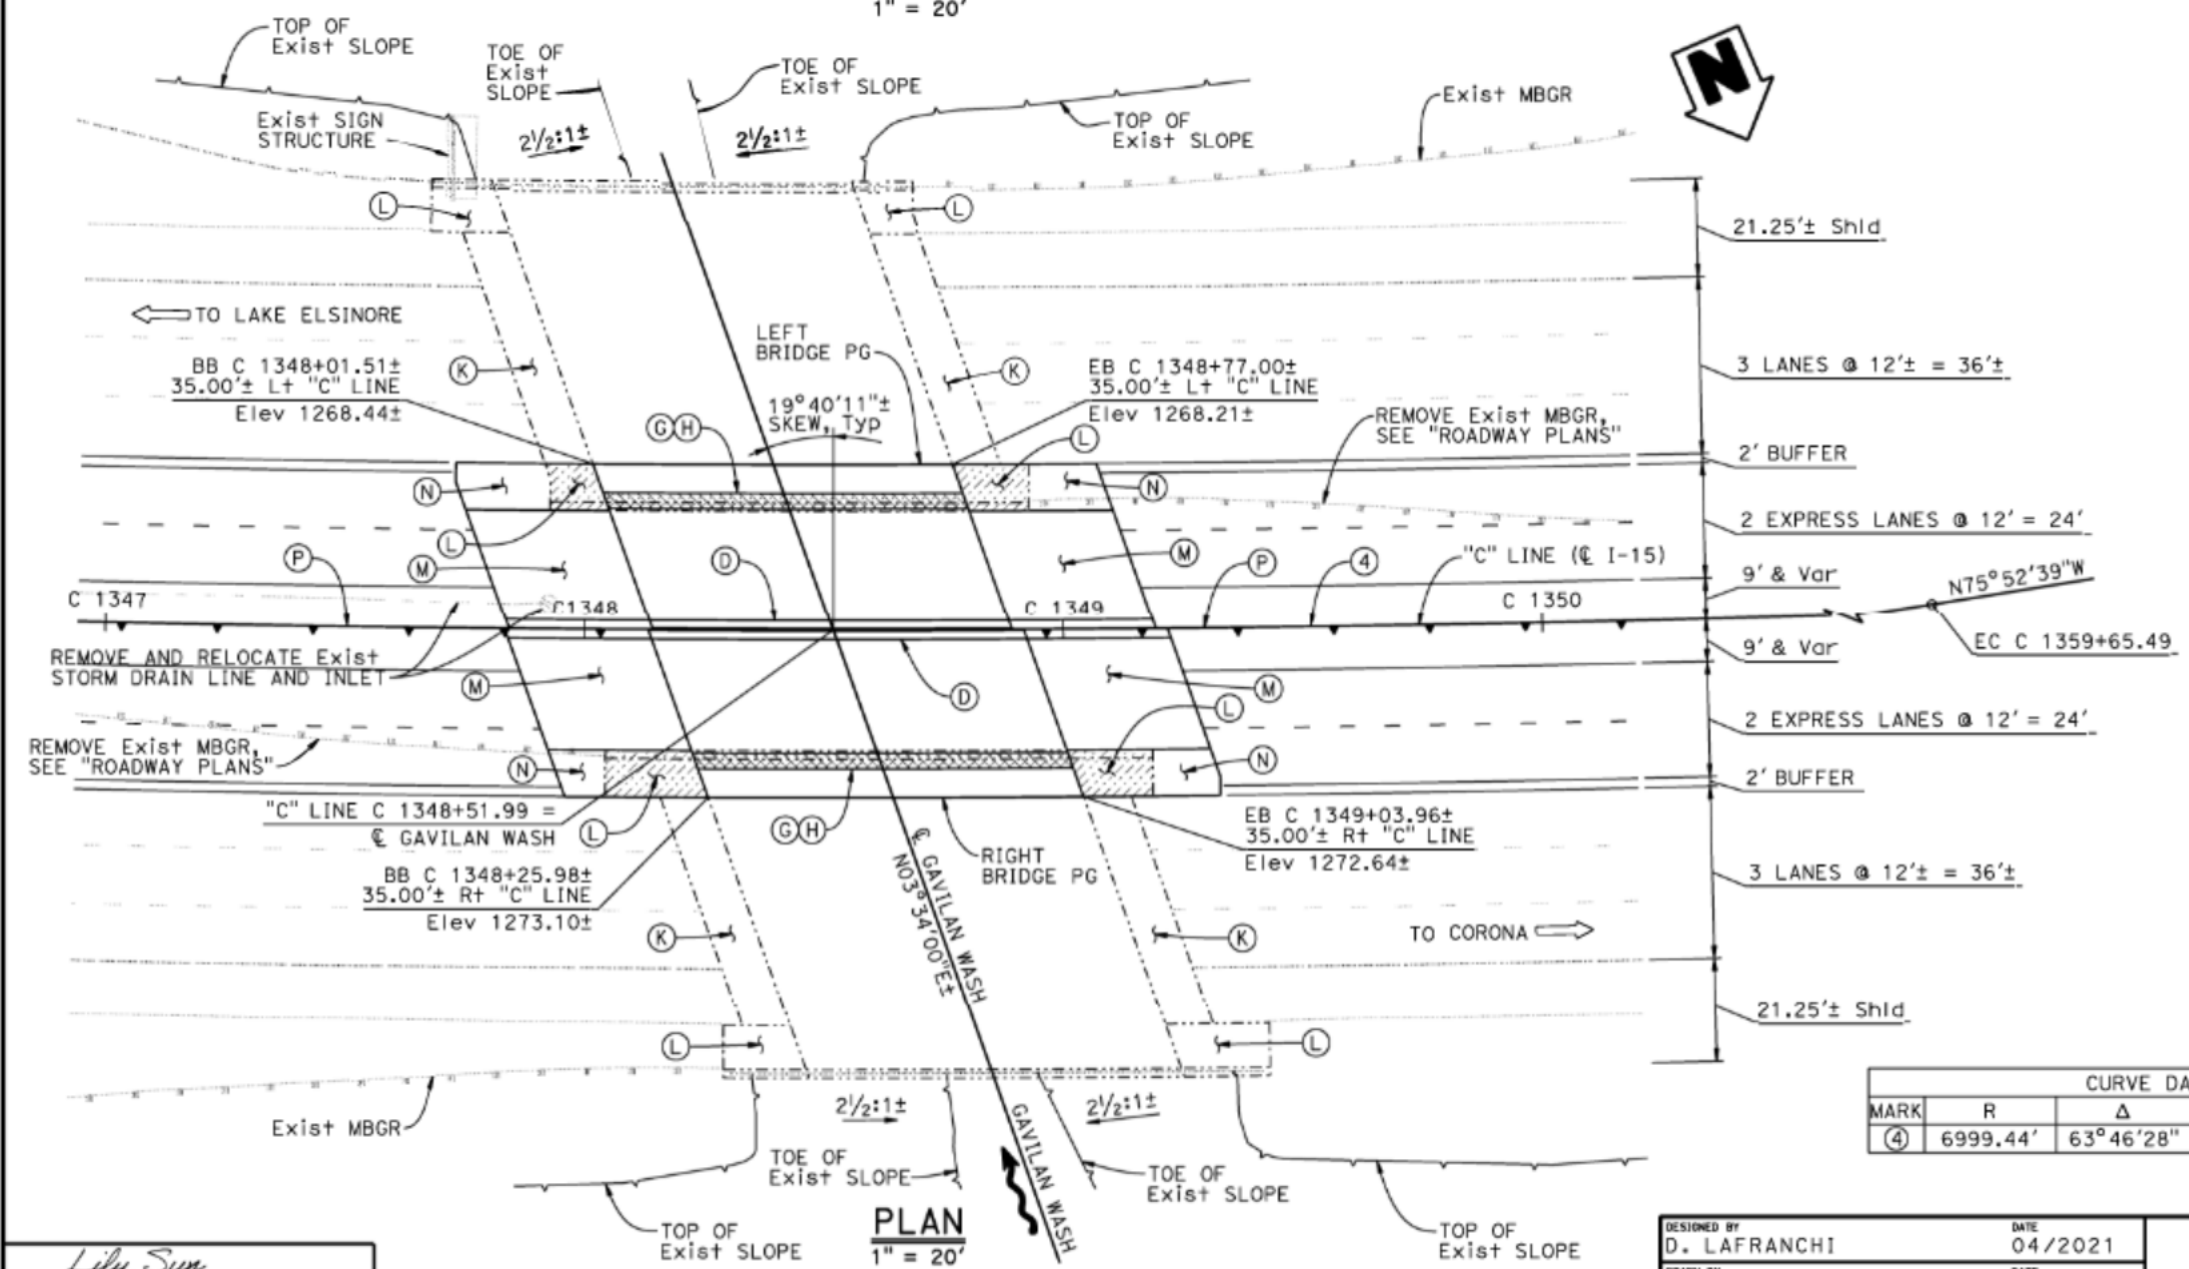 1" = 20'
TOP OF
Exist SLOPE
TOE OF
Exist
SLOPE
TOE OF
Exist SLOPE
Exist MBGR
N
Exist SIGN
STRUCTURE
2½:1±
2½:1±
TOP OF
Exist SLOPE
L
L
21.25'± Shld
TO LAKE ELSINORE
LEFT
BRIDGE PG
BB C 1348+01.51±
35.00'± Lt "C" LINE
Elev 1268.44±
K
K
EB C 1348+77.00±
35.00'± Lt "C" LINE
Elev 1268.21±
3 LANES @ 12'± = 36'±
19°40'11"±
SKEW, Typ
G H
L
REMOVE Exist MBGR,
SEE "ROADWAY PLANS"
2' BUFFER
N
N
L
2 EXPRESS LANES @ 12' = 24'
P
M
D
M
P
4
"C" LINE (℄ I-15)
9' & Var
N75°52'39"W
C 1347
C1348
C 1349
C 1350
REMOVE AND RELOCATE Exist
STORM DRAIN LINE AND INLET
M
D
M
9' & Var
EC C 1359+65.49
L
2 EXPRESS LANES @ 12' = 24'
REMOVE Exist MBGR,
SEE "ROADWAY PLANS"
N
N
2' BUFFER
"C" LINE C 1348+51.99 =
℄ GAVILAN WASH
L
G H
RIGHT
BRIDGE PG
℄ GAVILAN WASH
N03°34'00"E±
EB C 1349+03.96±
35.00'± Rt "C" LINE
Elev 1272.64±
BB C 1348+25.98±
35.00'± Rt "C" LINE
Elev 1273.10±
3 LANES @ 12'± = 36'±
K
K
TO CORONA
21.25'± Shld
L
L
Exist MBGR
2½:1±
2½:1±
GAVILAN WASH
TOE OF
Exist SLOPE
TOE OF
Exist SLOPE
TOP OF
Exist SLOPE
PLAN
1" = 20'
TOP OF
Exist SLOPE
CURVE DA
MARK R Δ
4 6999.44' 63°46'28"
Lily Sun
DESIGNED BY DATE
D. LAFRANCHI 04/2021